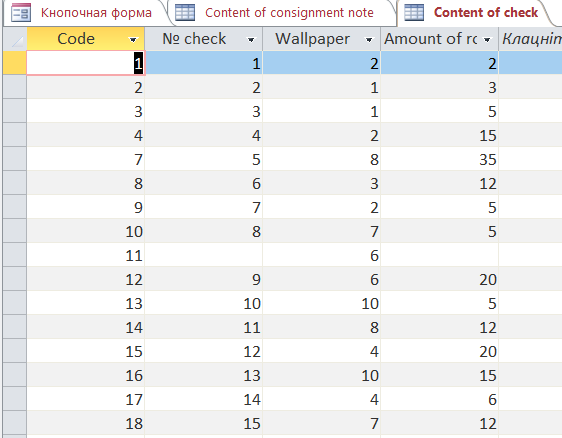 Кнопочная форма Content of consignment note Content of check
Code № check Wallpaper Amount of rc Клацніт
1 1 2 2
2 2 1 3
3 3 1 5
4 4 2 15
7 5 8 35
8 6 3 12
9 7 2 5
10 8 7 5
11 6
12 9 6 20
13 10 10 5
14 11 8 12
15 12 4 20
16 13 10 15
17 14 4 6
18 15 7 12